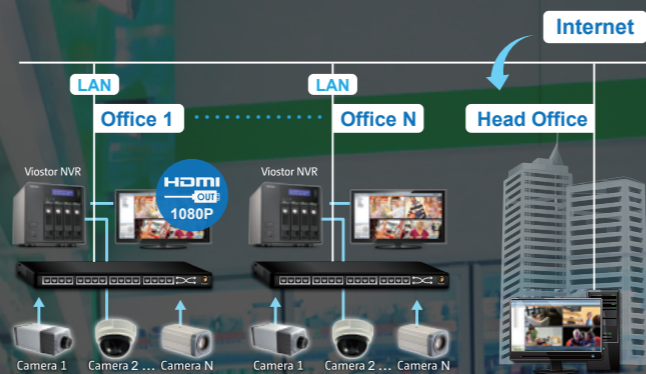 Internet
LAN
LAN
Office 1
Office N
Head Office
Viostor NVR
HDMI
OUT
1080P
Viostor NVR
Camera 1
Camera 2 ...
Camera N
Camera 1
Camera 2 ...
Camera N